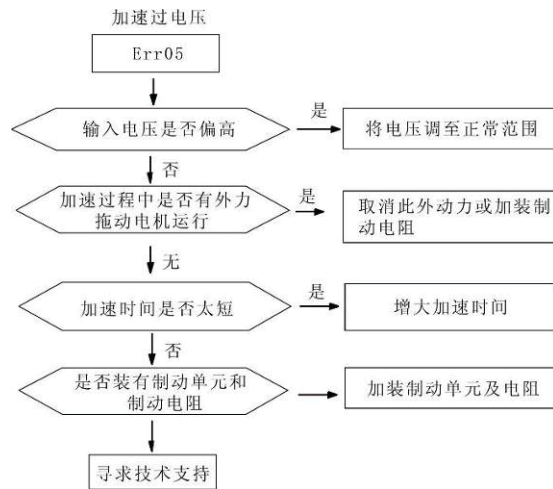 加速过电压
Err05
输入电压是否偏高
是
将电压调至正常范围
否
加速过程中是否有外力
拖动电机运行
是
取消此外动力或加装制
动电阻
无
加速时间是否太短
是
增大加速时间
否
是否装有制动单元和
制动电阻
加装制动单元及电阻
寻求技术支持